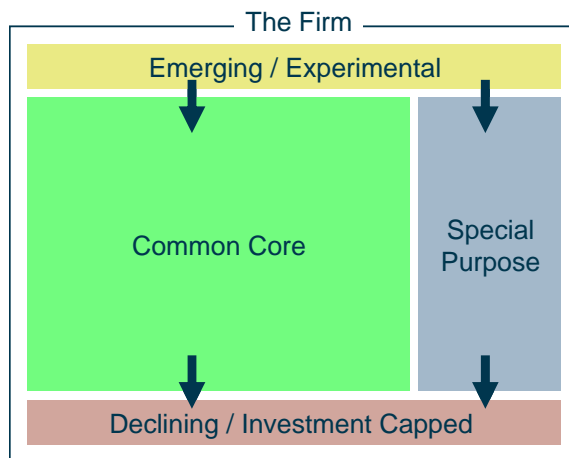 The Firm
Emerging / Experimental
Common Core
Special
Purpose
Declining / Investment Capped